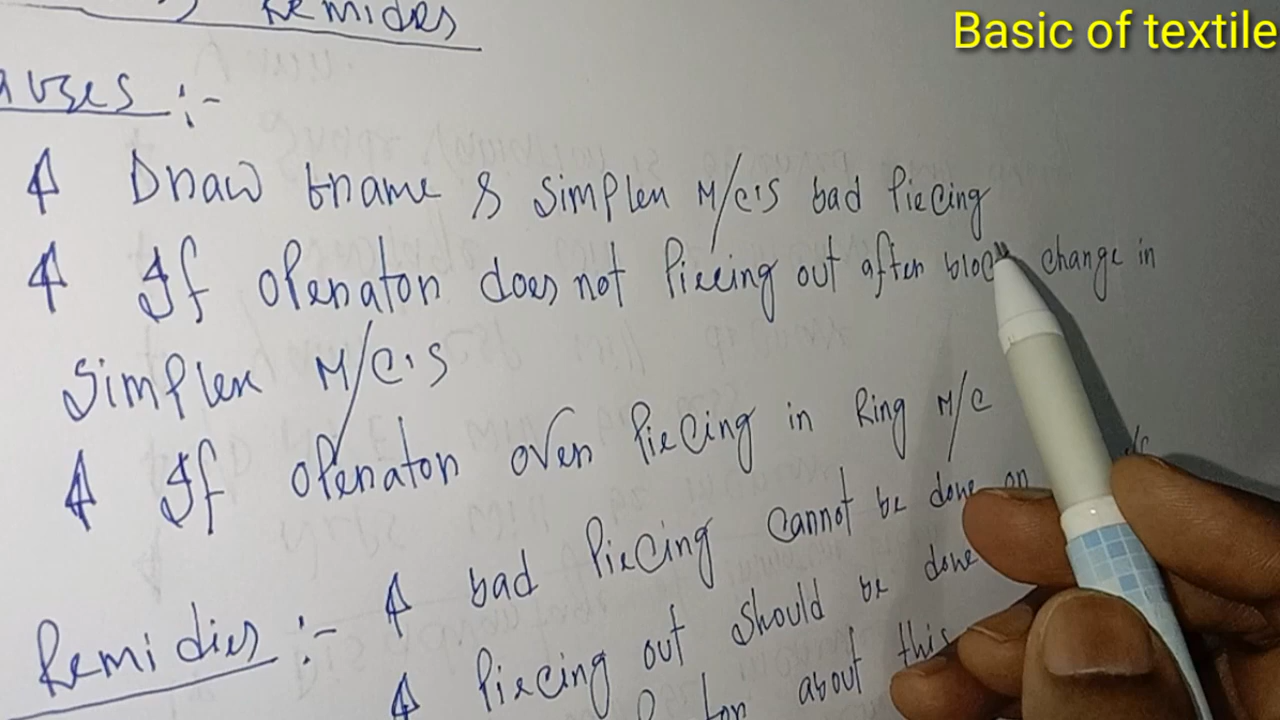 Remides
Basic of textile
auses :-
Draw frame & Simplex M/C'S bad Piecing
If operator does not Piecing out after block change in
Simplex M/C'S
If operator over Piecing in Ring M/C
bad Piecing cannot be done on
Remidies :-
Piecing out should be done
about this